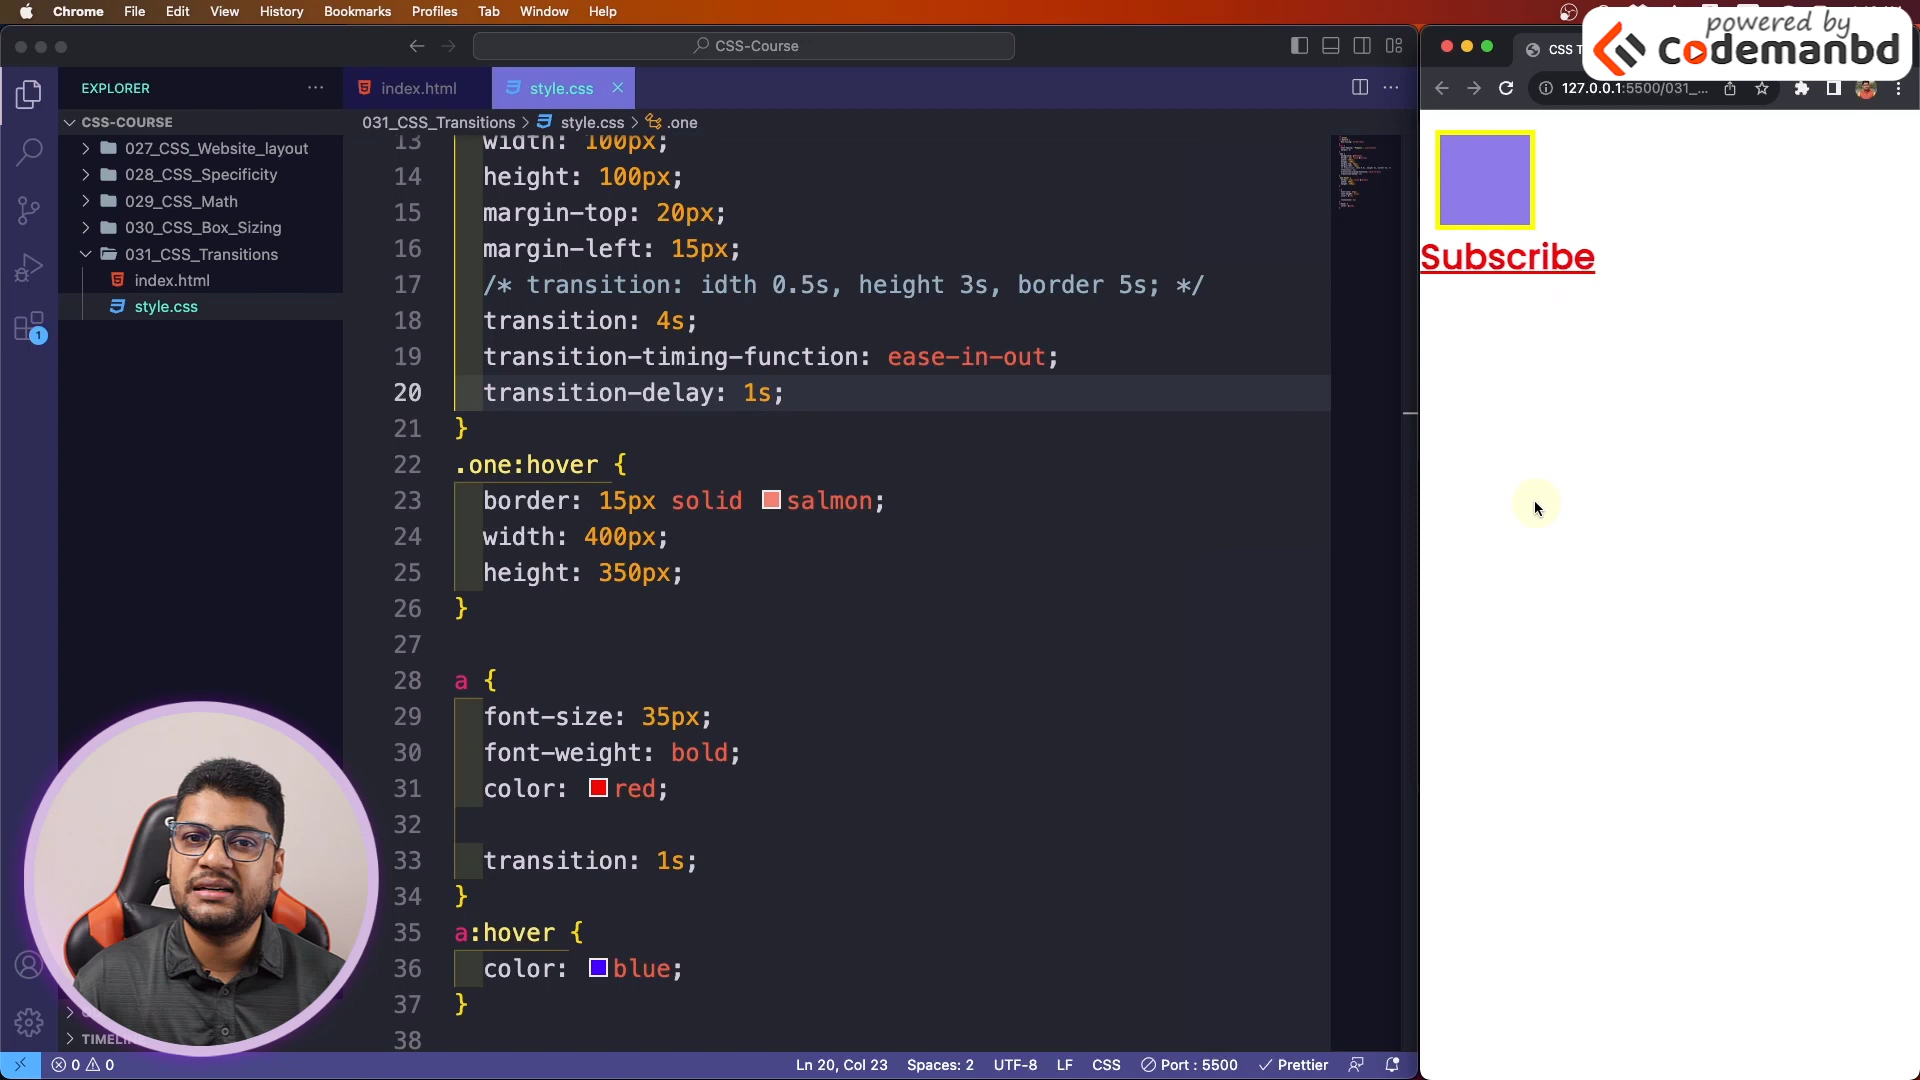 Chrome File Edit View History Bookmarks Profiles Tab Window Help
powered by
Codemanbd
CSS-Course
CSS T
EXPLORER
index.html
style.css
127.0.0.1:5500/031_...
CSS-COURSE
031_CSS_Transitions > style.css > .one
027_CSS_Website_layout
028_CSS_Specificity
029_CSS_Math
030_CSS_Box_Sizing
031_CSS_Transitions
index.html
style.css
1
13 width: 100px;
14 height: 100px;
15 margin-top: 20px;
16 margin-left: 15px;
17 /* transition: idth 0.5s, height 3s, border 5s; */
18 transition: 4s;
19 transition-timing-function: ease-in-out;
20 transition-delay: 1s;
21 }
22 .one:hover {
23 border: 15px solid salmon;
24 width: 400px;
25 height: 350px;
26 }
27
28 a {
29 font-size: 35px;
30 font-weight: bold;
31 color: red;
32
33 transition: 1s;
34 }
35 a:hover {
36 color: blue;
37 }
38
Subscribe
0 0
Ln 20, Col 23 Spaces: 2 UTF-8 LF CSS Port : 5500 Prettier